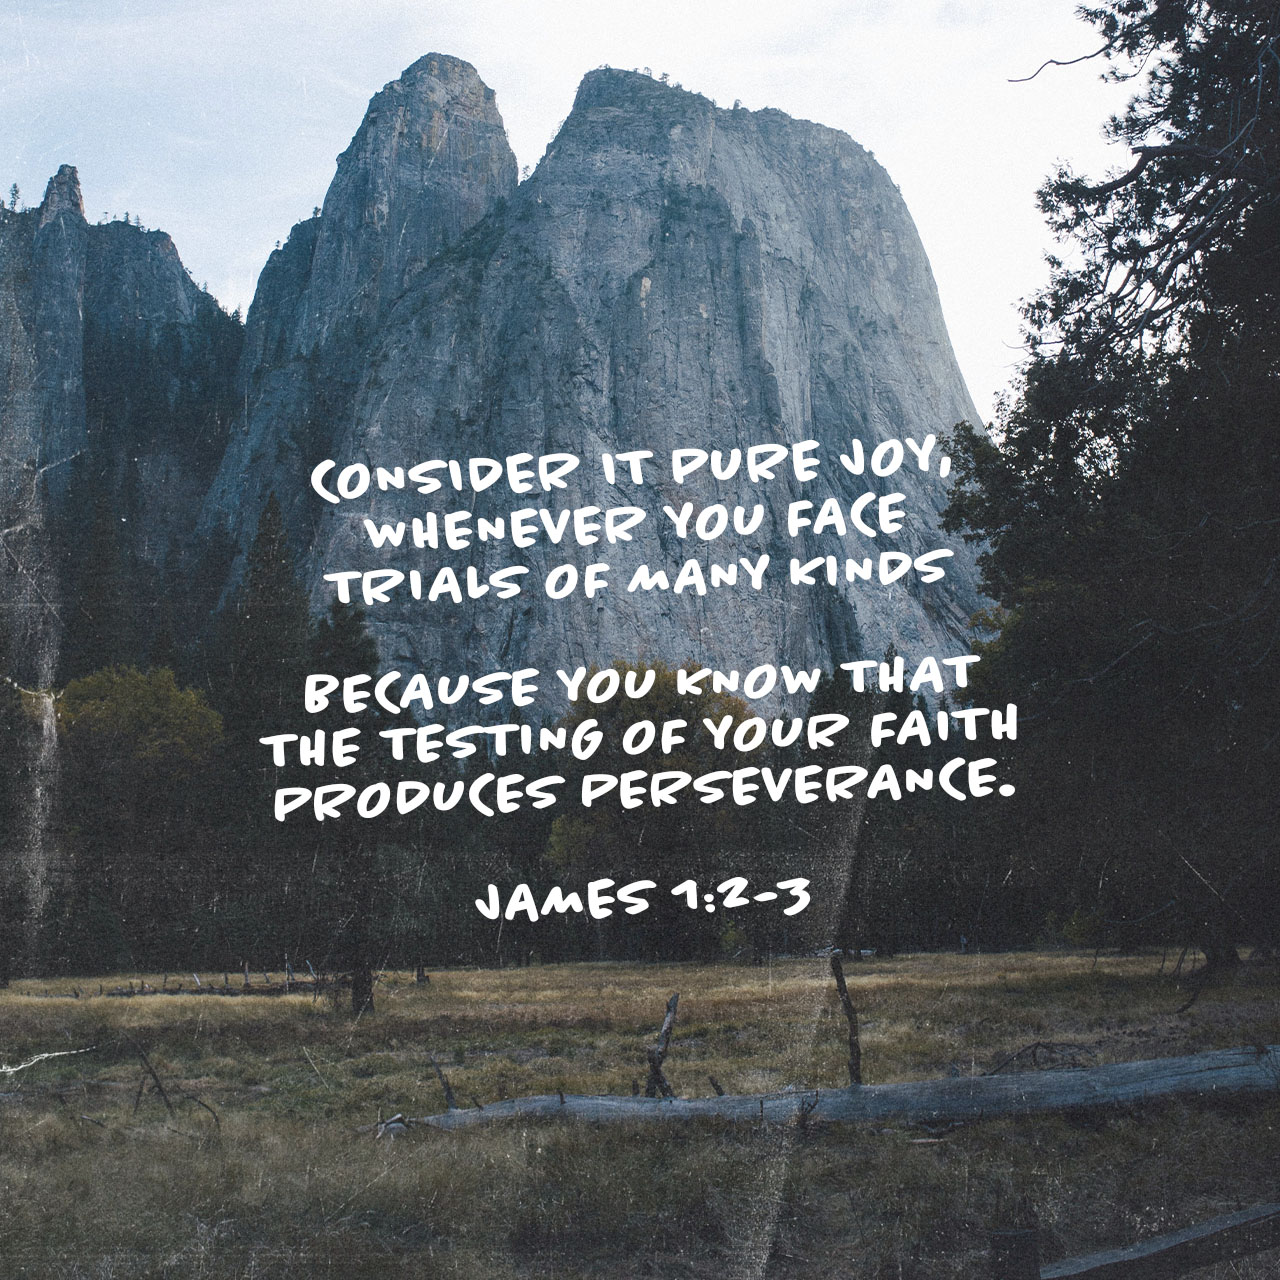 CONSIDER IT PURE JOY,
WHENEVER YOU FACE
TRIALS OF MANY KINDS
BECAUSE YOU KNOW THAT
THE TESTING OF YOUR FAITH
PRODUCES PERSEVERANCE.
JAMES 1:2-3